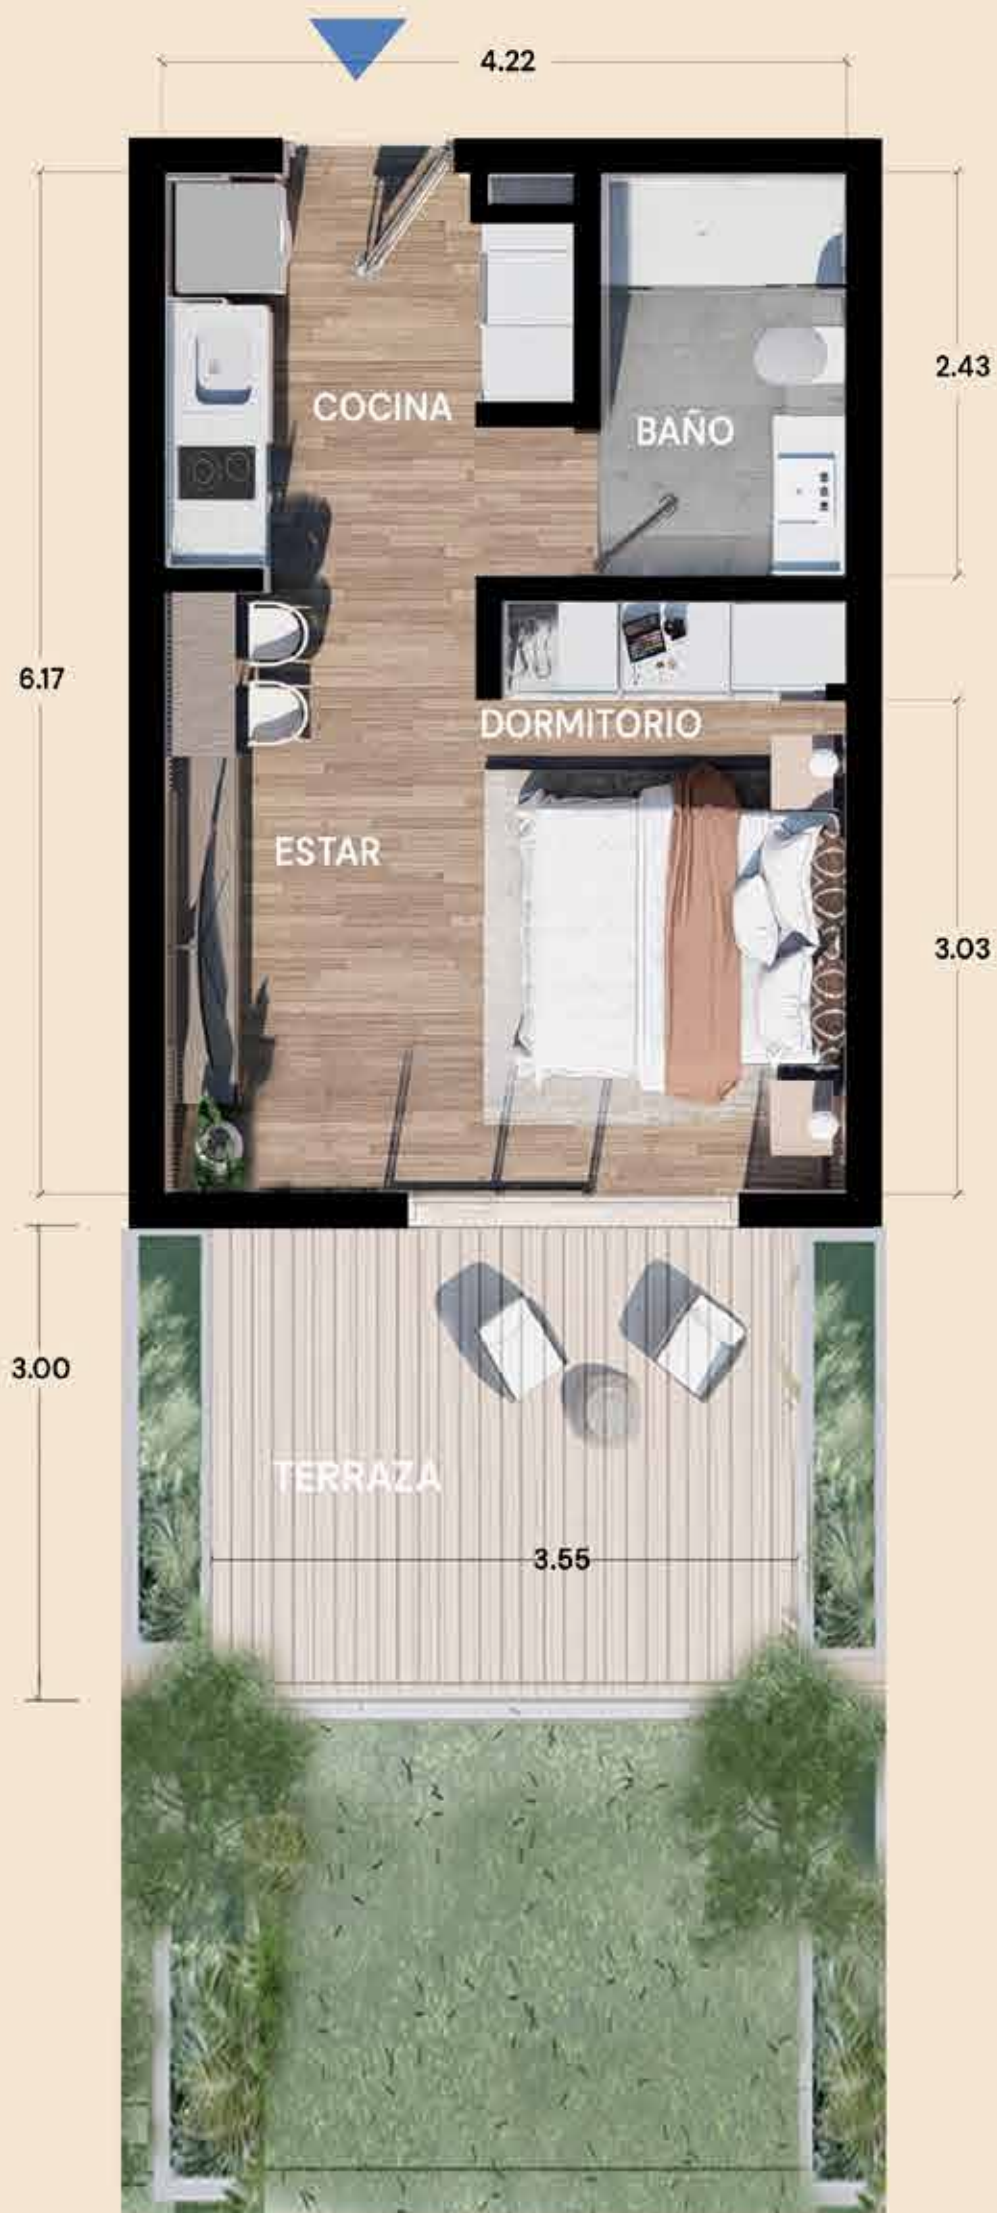 4.22
COCINA
2.43
BAÑO
6.17
DORMITORIO
ESTAR
3.03
3.00
TERRAZA
3.55